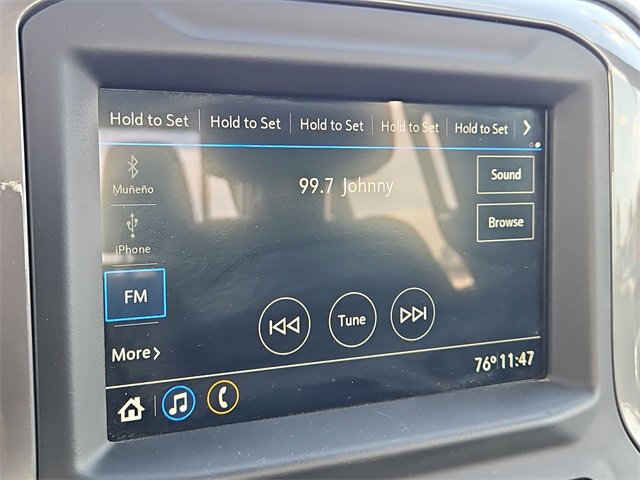 Hold to Set Hold to Set Hold to Set Hold to Set Hold to Set
Muñeño
99.7 Johnny
Sound
iPhone
Browse
FM
Tune
More
76° 11:47